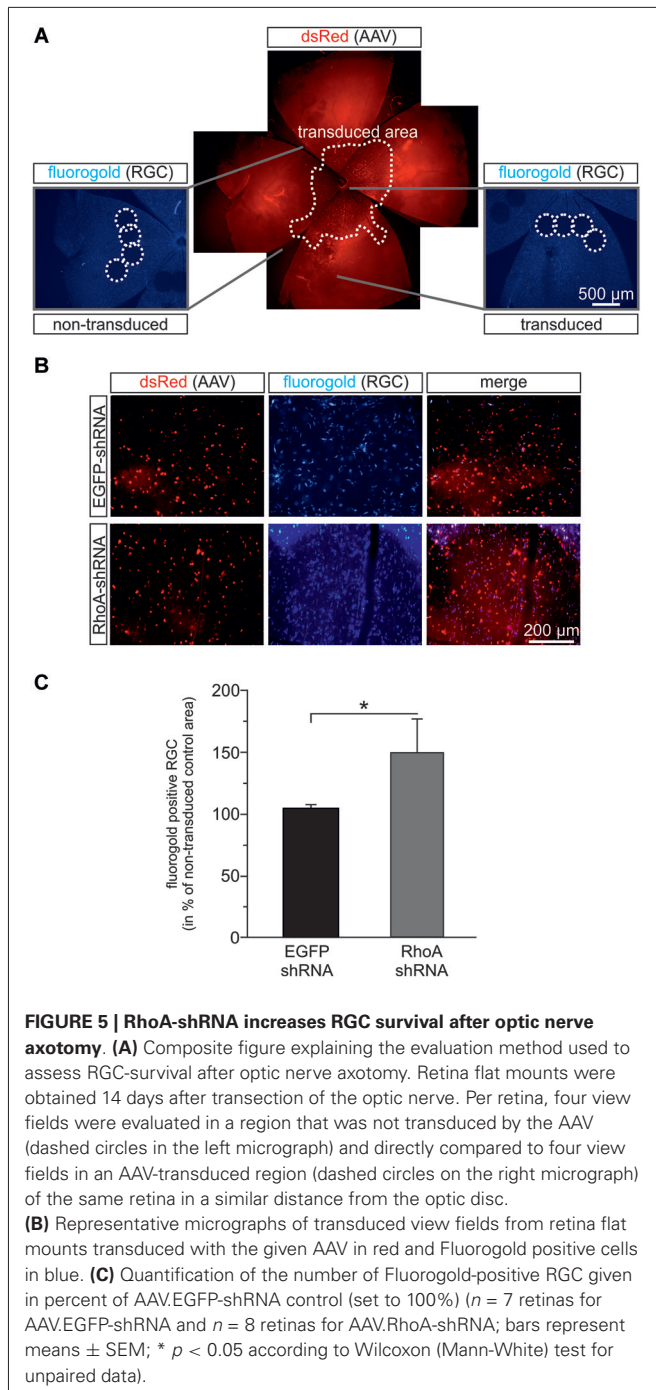 A
dsRed (AAV)
transduced area
fluorogold (RGC)
fluorogold (RGC)
500 µm
non-transduced
transduced
B
dsRed (AAV) fluorogold (RGC) merge
EGFP-shRNA
RhoA-shRNA
200 µm
C
fluorogold positive RGC
(in % of non-transduced control area)
200
150
100
50
0
*
EGFP
shRNA
RhoA
shRNA
FIGURE 5 | RhoA-shRNA increases RGC survival after optic nerve
axotomy. (A) Composite figure explaining the evaluation method used to
assess RGC-survival after optic nerve axotomy. Retina flat mounts were
obtained 14 days after transection of the optic nerve. Per retina, four view
fields were evaluated in a region that was not transduced by the AAV
(dashed circles in the left micrograph) and directly compared to four view
fields in an AAV-transduced region (dashed circles on the right micrograph)
of the same retina in a similar distance from the optic disc.
(B) Representative micrographs of transduced view fields from retina flat
mounts transduced with the given AAV in red and Fluorogold positive cells
in blue. (C) Quantification of the number of Fluorogold-positive RGC given
in percent of AAV.EGFP-shRNA control (set to 100%) (n = 7 retinas for
AAV.EGFP-shRNA and n = 8 retinas for AAV.RhoA-shRNA; bars represent
means ± SEM; * p < 0.05 according to Wilcoxon (Mann-White) test for
unpaired data).